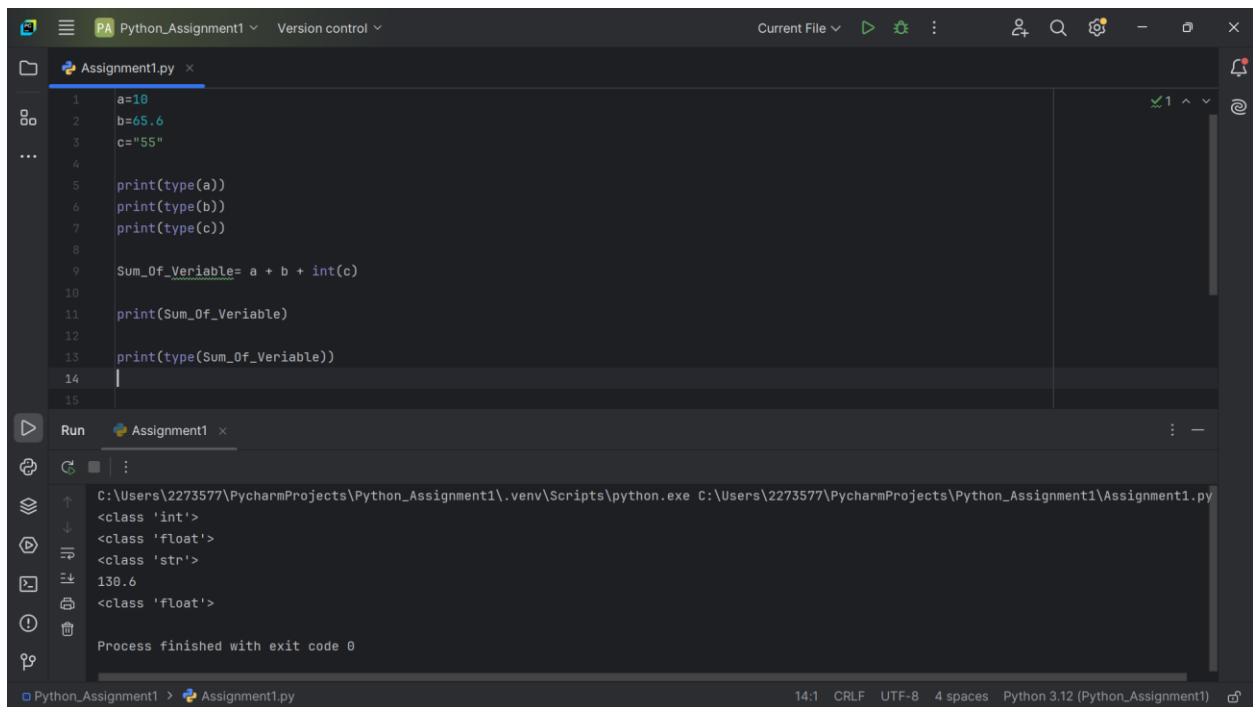 PA Python_Assignment1 Version control Current File
Assignment1.py
1 a=10
2 b=65.6
3 c="55"
4
5 print(type(a))
6 print(type(b))
7 print(type(c))
8
9 Sum_Of_Veriable= a + b + int(c)
10
11 print(Sum_Of_Veriable)
12
13 print(type(Sum_Of_Veriable))
14
15
1
Run Assignment1
C:\Users\2273577\PycharmProjects\Python_Assignment1\.venv\Scripts\python.exe C:\Users\2273577\PycharmProjects\Python_Assignment1\Assignment1.py
<class 'int'>
<class 'float'>
<class 'str'>
130.6
<class 'float'>
Process finished with exit code 0
Python_Assignment1 > Assignment1.py 14:1 CRLF UTF-8 4 spaces Python 3.12 (Python_Assignment1)